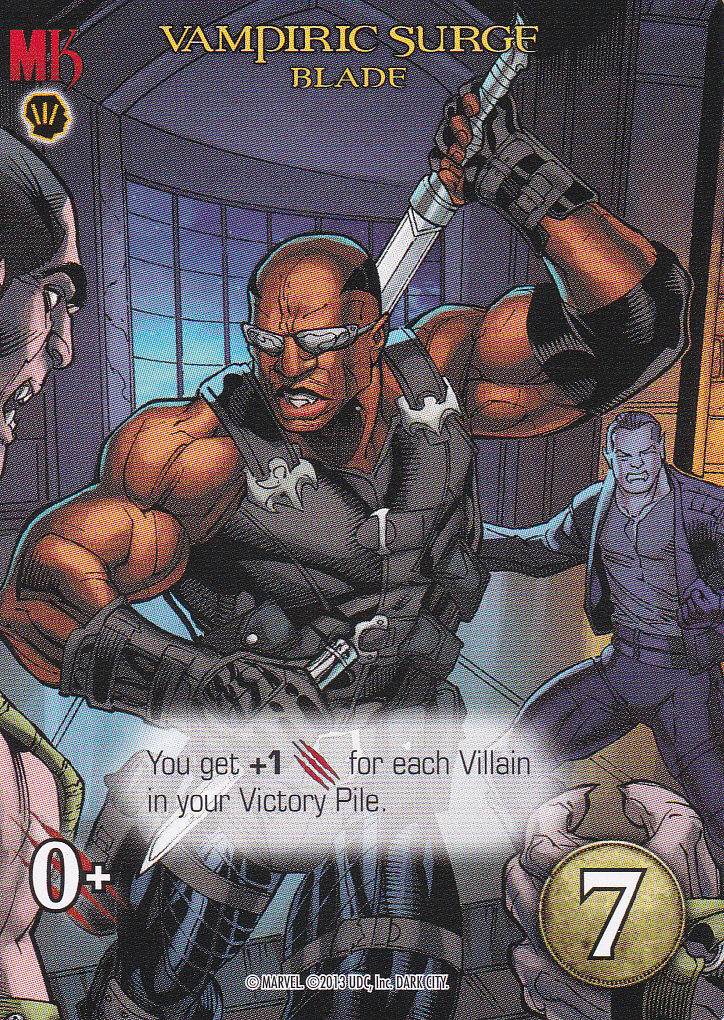 VAMPIRIC SURGE
BLADE
MK
You get +1 for each Villain
in your Victory Pile.
0+
7
© MARVEL. ©2013 UDC, Inc. DARK CITY.